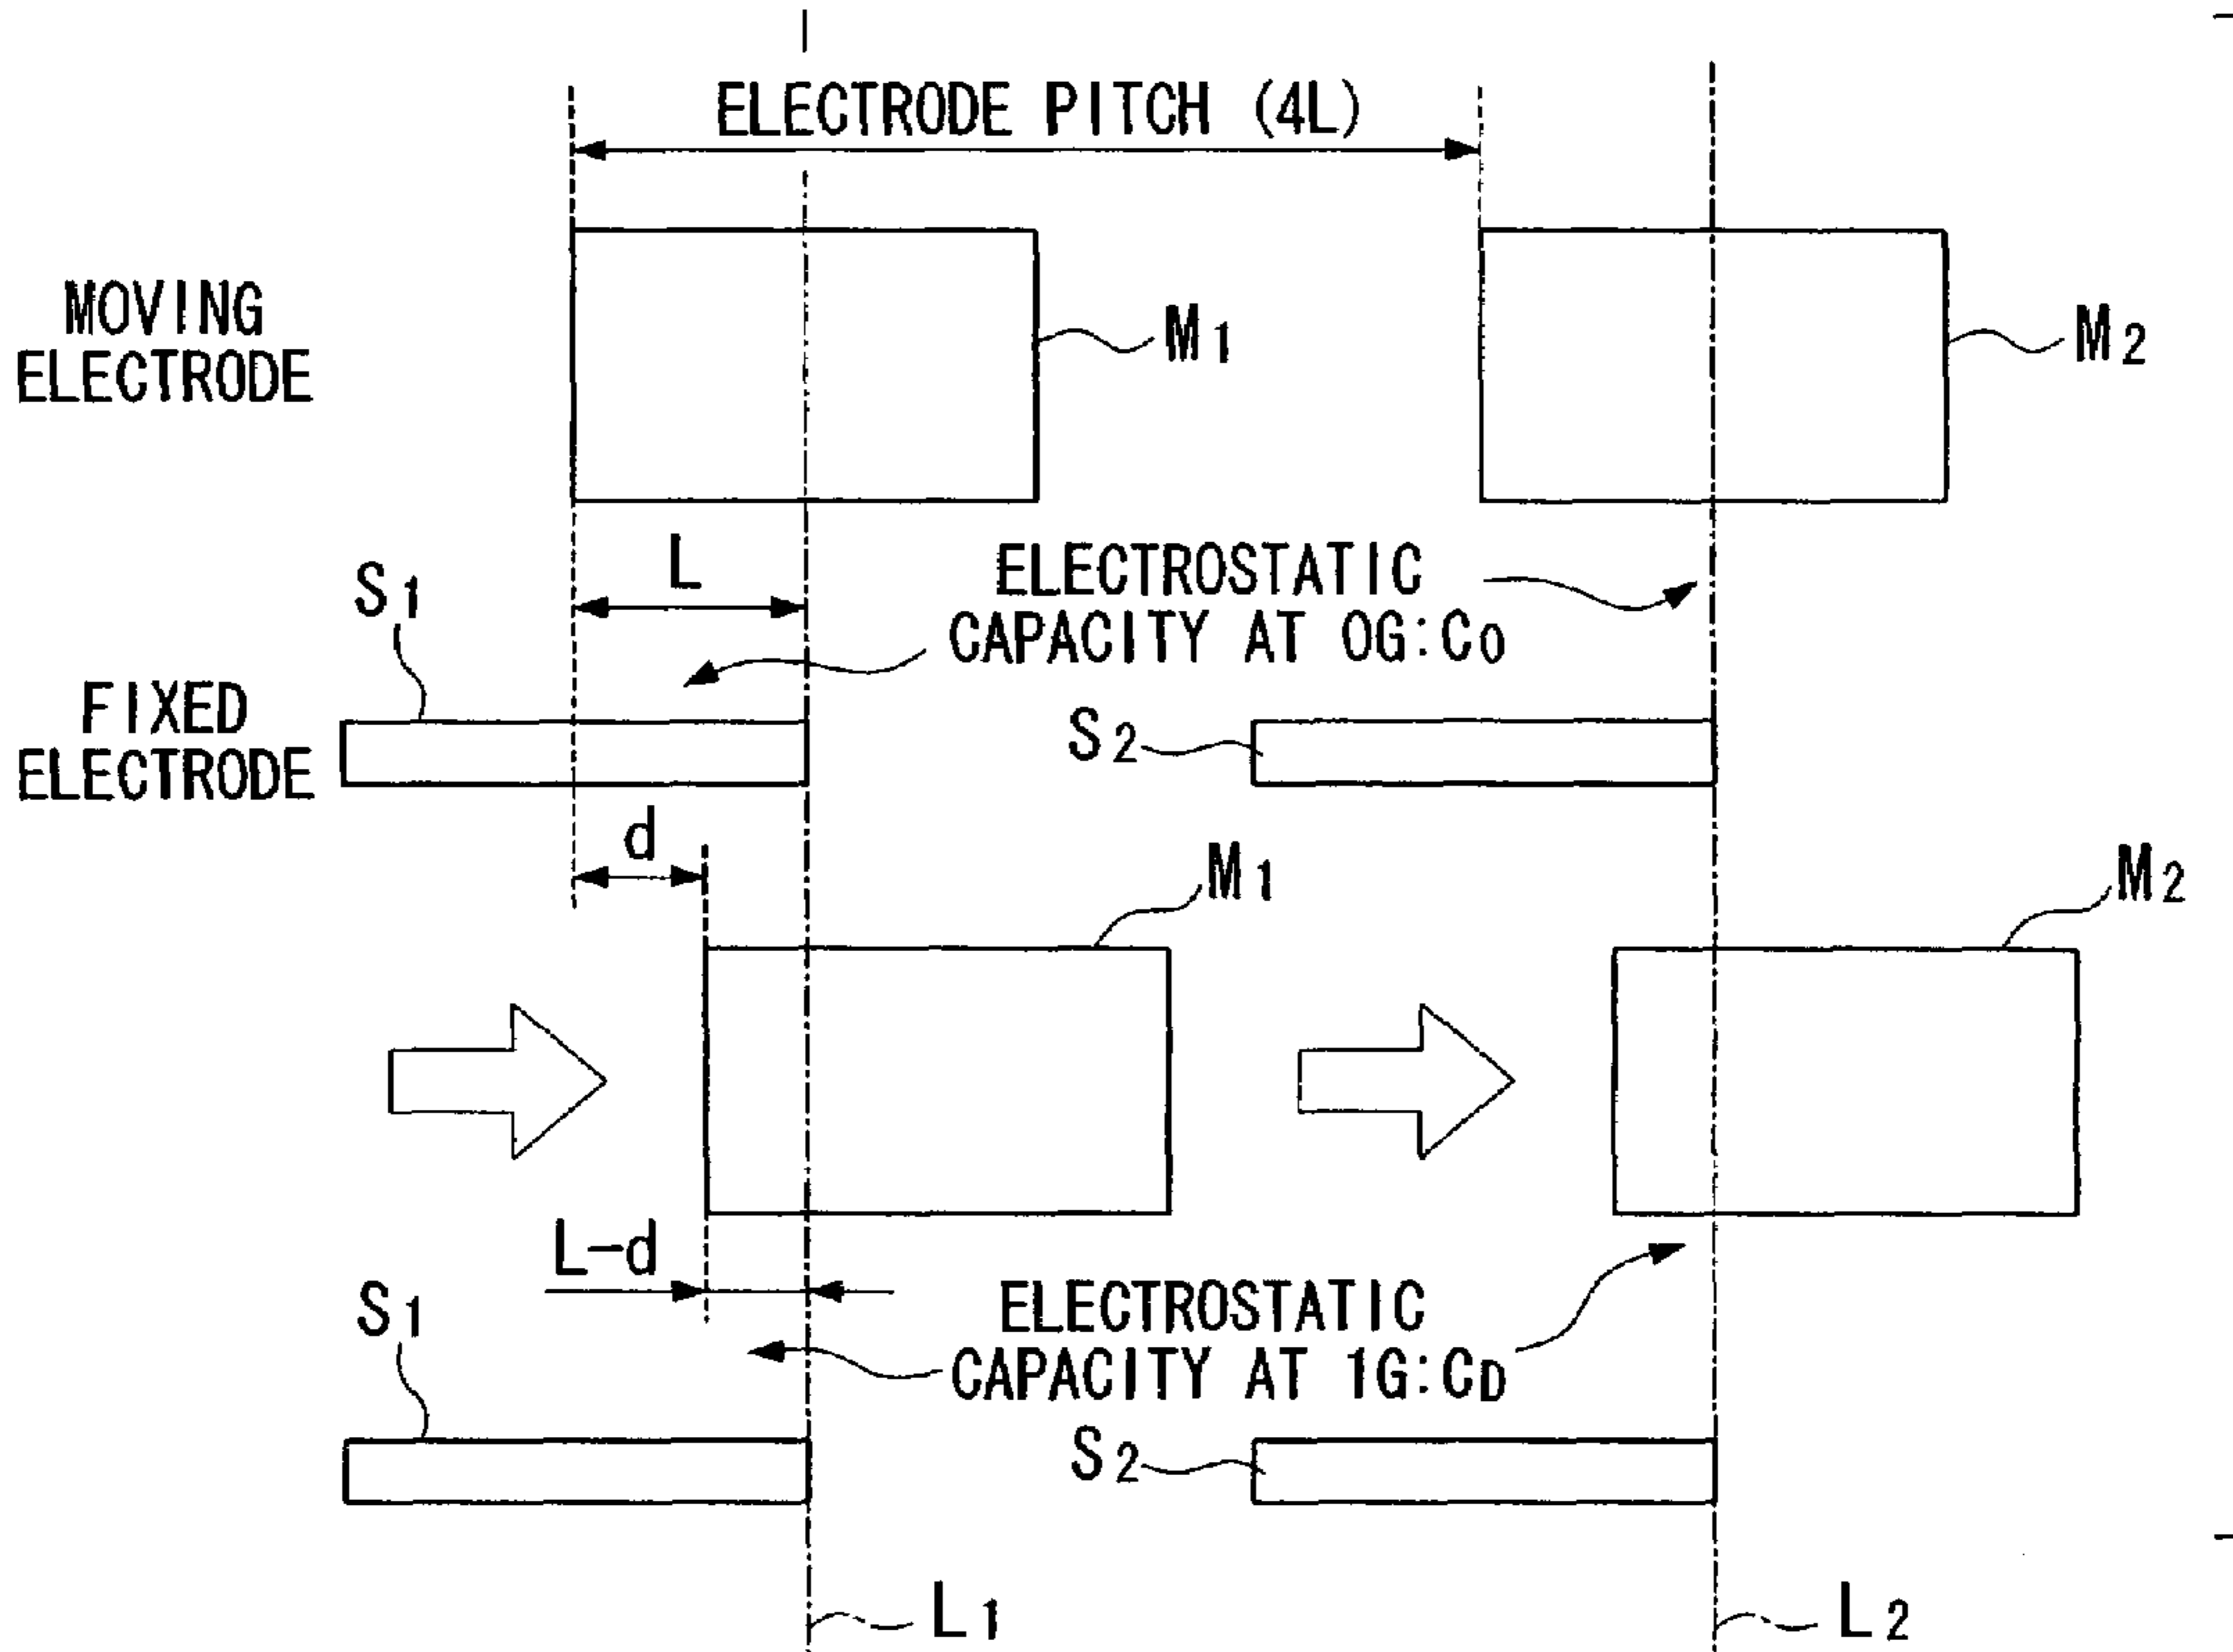 ELECTRODE PITCH (4L)
MOVING
ELECTRODE
M1
M2
L
ELECTROSTATIC
CAPACITY AT 0G:C0
S1
FIXED
ELECTRODE
S2
d
M1
M2
L-d
ELECTROSTATIC
CAPACITY AT 1G:CD
S1
S2
L1
L2